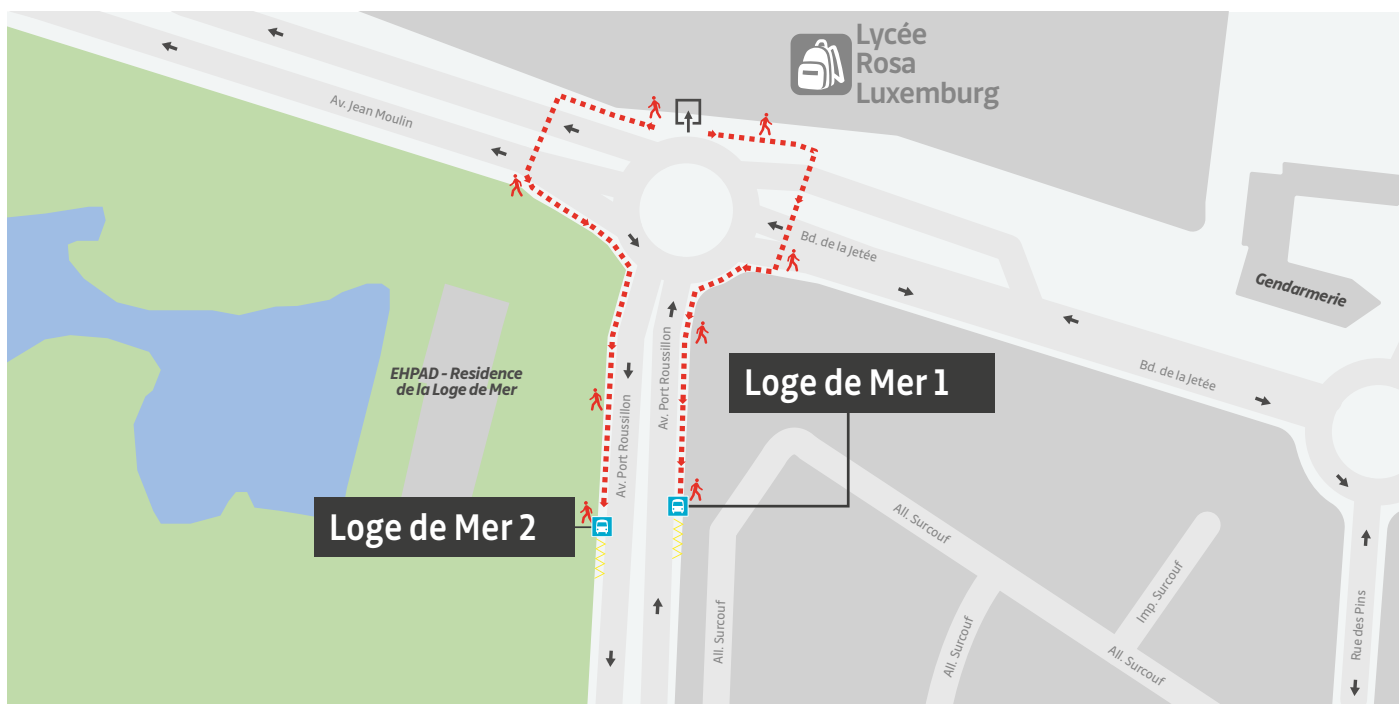 Lycée
Rosa
Luxemburg
Av. Jean Moulin
Bd. de la Jetée
Gendarmerie
EHPAD - Residence
de la Loge de Mer
Av. Port Roussillon
Av. Port Roussillon
Loge de Mer 1
Bd. de la Jetée
Loge de Mer 2
All. Surcouf
All. Surcouf
All. Surcouf
Imp. Surcouf
All. Surcouf
Rue des Pins